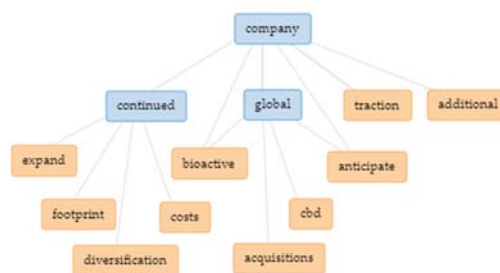 company
continued
global
traction
additional
expand
bioactive
anticipate
footprint
costs
cbd
diversification
acquisitions